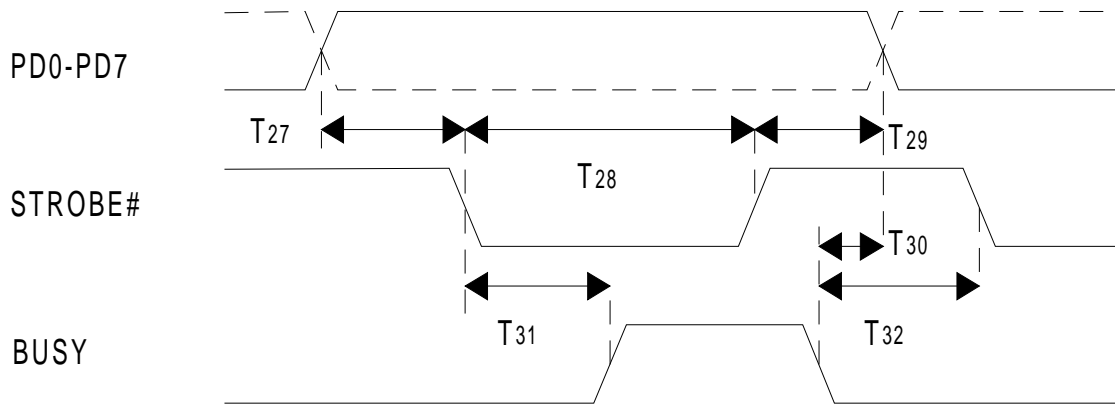 PD0-PD7
T27
T29
T28
STROBE#
T30
T31
T32
BUSY